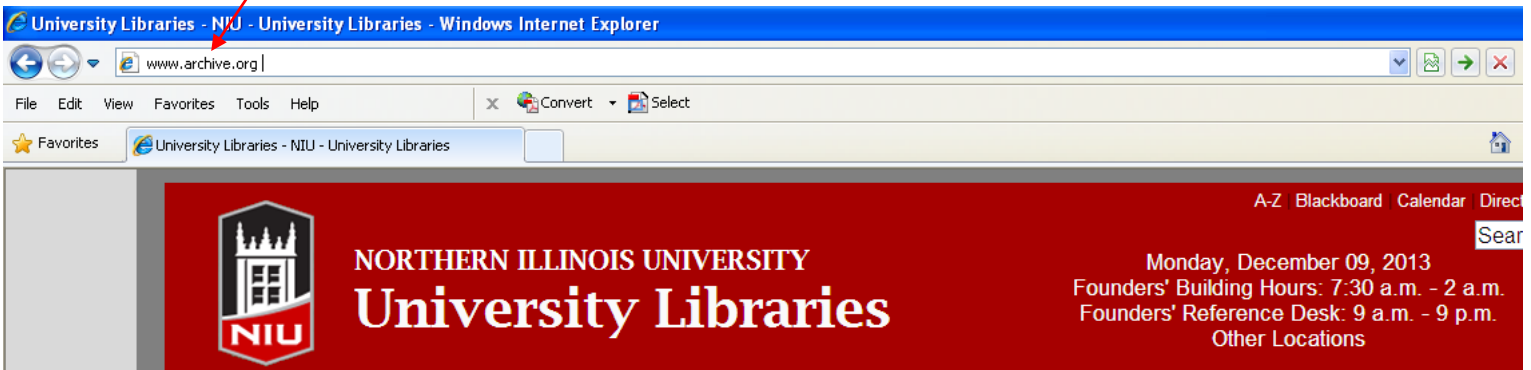 University Libraries - NIU - University Libraries - Windows Internet Explorer
www.archive.org
File Edit View Favorites Tools Help x Convert Select
Favorites University Libraries - NIU - University Libraries
A-Z Blackboard Calendar Direct
Sear
NORTHERN ILLINOIS UNIVERSITY
University Libraries
NIU
Monday, December 09, 2013
Founders' Building Hours: 7:30 a.m. - 2 a.m.
Founders' Reference Desk: 9 a.m. - 9 p.m.
Other Locations